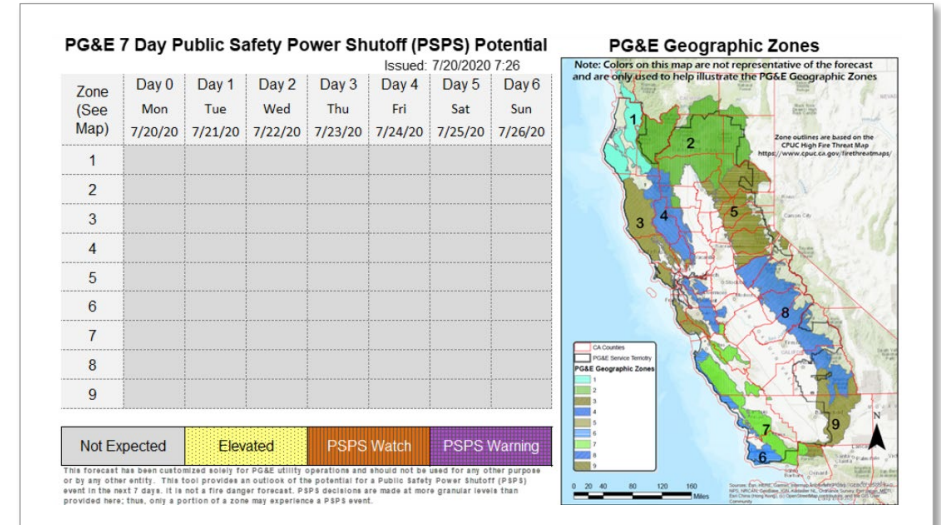 PG&E 7 Day Public Safety Power Shutoff (PSPS) Potential
Issued: 7/20/2020 7:26
Zone (See Map) Day 0 Day 1 Day 2 Day 3 Day 4 Day 5 Day 6
Mon Tue Wed Thu Fri Sat Sun
7/20/20 7/21/20 7/22/20 7/23/20 7/24/20 7/25/20 7/26/20
1
2
3
4
5
6
7
8
9
Not Expected Elevated PSPS Watch PSPS Warning
This forecast has been customized solely for PG&E utility operations and should not be used for any other purpose
or by any other entity. This tool provides an outlook of the potential for a Public Safety Power Shutoff (PSPS)
event in the next 7 days. It is not a fire danger forecast. PSPS decisions are made at more granular levels than
provided here; thus, only a portion of a zone may experience a PSPS event.
PG&E Geographic Zones
Note: Colors on this map are not representative of the forecast
and are only used to help illustrate the PG&E Geographic Zones
Zone outlines are based on the
CPUC High Fire Threat Map
https://www.cpuc.ca.gov/firethreatmaps/
1
2
3
4
5
8
7
9
6
CA Counties
PG&E Service Territory
PG&E Geographic Zones
1
2
3
4
5
6
7
8
9
N
0 20 40 80 120 160
Miles